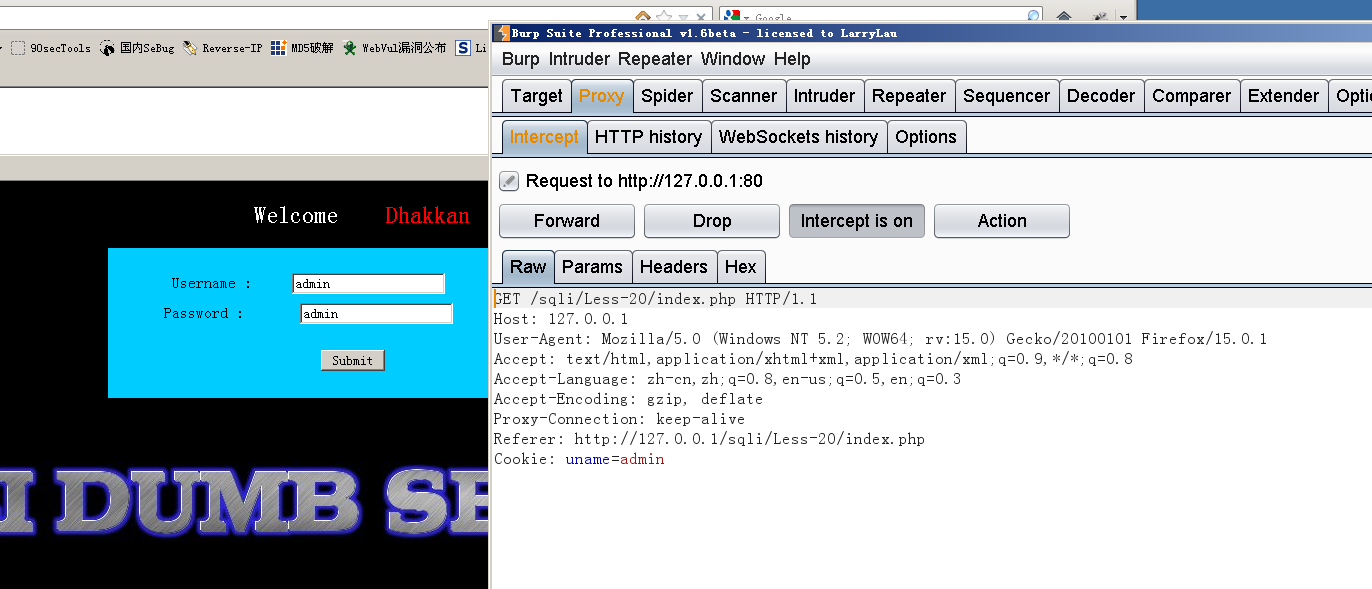 Google
90secTools 国内SeBug Reverse-IP MD5破解 WebVul漏洞公布 Li
Welcome Dhakkan
Username : admin
Password : admin
Submit
I DUMB SE
Burp Suite Professional v1.6beta - licensed to LarryLau
Burp Intruder Repeater Window Help
Target Proxy Spider Scanner Intruder Repeater Sequencer Decoder Comparer Extender Opti
Intercept HTTP history WebSockets history Options
Request to http://127.0.0.1:80
Forward Drop Intercept is on Action
Raw Params Headers Hex
GET /sqli/Less-20/index.php HTTP/1.1
Host: 127.0.0.1
User-Agent: Mozilla/5.0 (Windows NT 5.2; WOW64; rv:15.0) Gecko/20100101 Firefox/15.0.1
Accept: text/html,application/xhtml+xml,application/xml;q=0.9,*/*;q=0.8
Accept-Language: zh-cn,zh;q=0.8,en-us;q=0.5,en;q=0.3
Accept-Encoding: gzip, deflate
Proxy-Connection: keep-alive
Referer: http://127.0.0.1/sqli/Less-20/index.php
Cookie: uname=admin